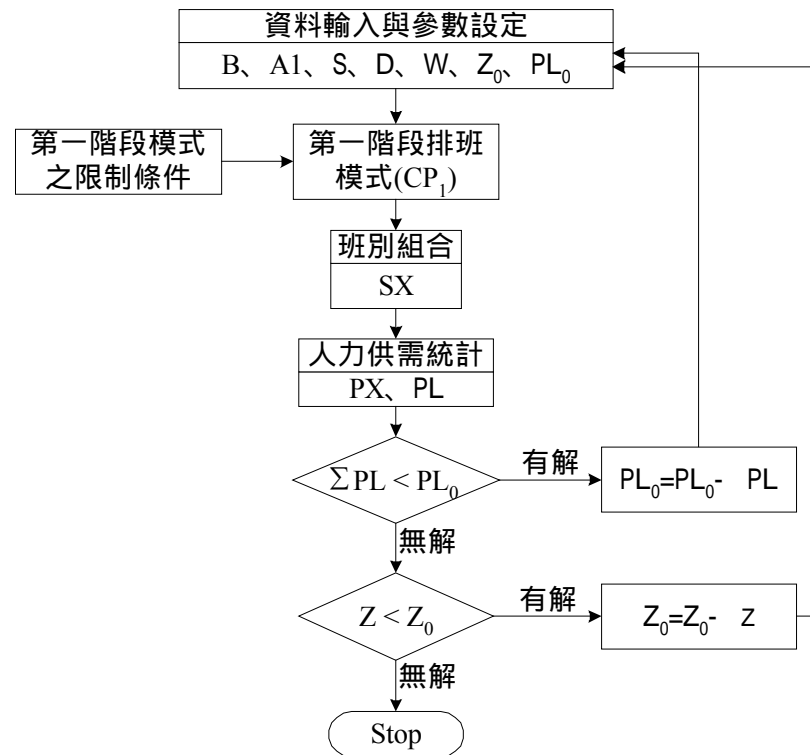 資料輸入與參數設定
B、A1、S、D、W、Z₀、PL₀
第一階段模式
之限制條件
第一階段排班
模式(CP₁)
班別組合
SX
人力供需統計
PX、PL
ΣPL < PL₀
有解
PL₀=PL₀- PL
無解
Z < Z₀
有解
Z₀=Z₀- z
無解
Stop